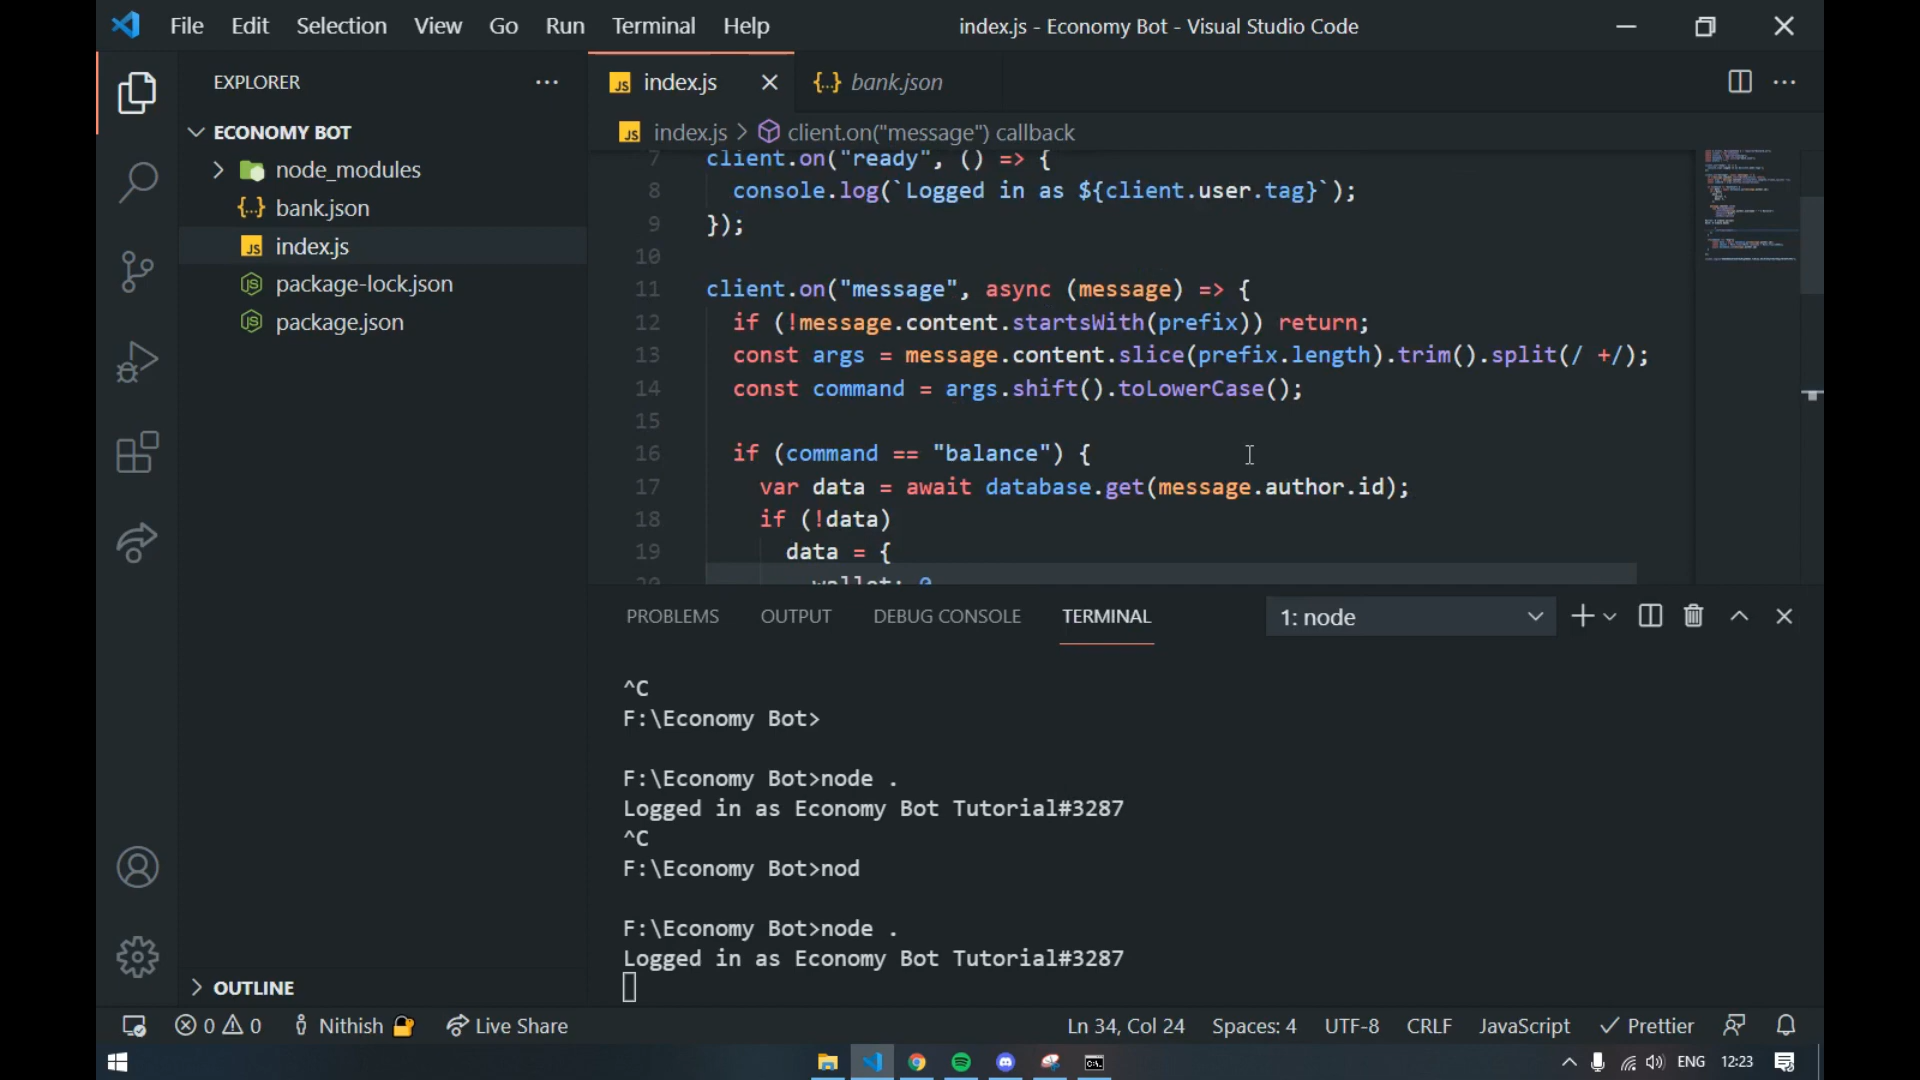 File Edit Selection View Go Run Terminal Help index.js - Economy Bot - Visual Studio Code
EXPLORER
index.js
bank.json
index.js > client.on("message") callback
ECONOMY BOT
node_modules
bank.json
index.js
package-lock.json
package.json
OUTLINE
7 client.on("ready", () => {
8 console.log(`Logged in as ${client.user.tag}`);
9 });
10
11 client.on("message", async (message) => {
12 if (!message.content.startsWith(prefix)) return;
13 const args = message.content.slice(prefix.length).trim().split(/ +/);
14 const command = args.shift().toLowerCase();
15
16 if (command == "balance") {
17 var data = await database.get(message.author.id);
18 if (!data)
19 data = {
20 wallet: 0
PROBLEMS OUTPUT DEBUG CONSOLE TERMINAL 1: node
^C
F:\Economy Bot>
F:\Economy Bot>node .
Logged in as Economy Bot Tutorial#3287
^C
F:\Economy Bot>nod
F:\Economy Bot>node .
Logged in as Economy Bot Tutorial#3287
0 0 Nithish Live Share Ln 34, Col 24 Spaces: 4 UTF-8 CRLF JavaScript Prettier
ENG 12:23